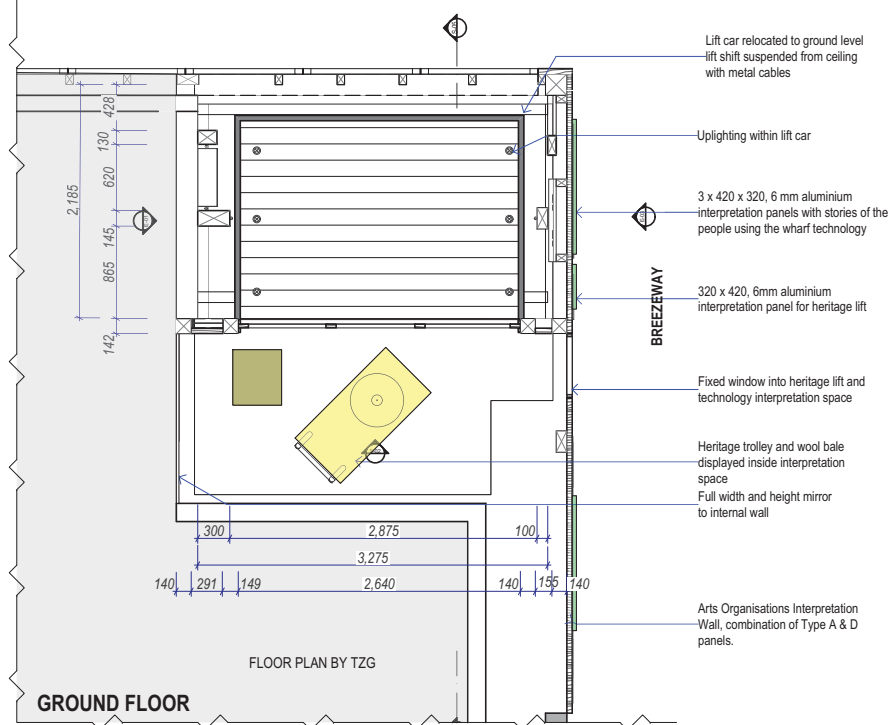 Lift car relocated to ground level
lift shift suspended from ceiling
with metal cables
Uplighting within lift car
3 x 420 x 320, 6 mm aluminium
interpretation panels with stories of the
people using the wharf technology
320 x 420, 6mm aluminium
interpretation panel for heritage lift
BREEZEWAY
Fixed window into heritage lift and
technology interpretation space
Heritage trolley and wool bale
displayed inside interpretation
space
Full width and height mirror
to internal wall
Arts Organisations Interpretation
Wall, combination of Type A & D
panels.
428
130
620
2,185
145
865
142
300 2,875 100
3,275
140 291 149 2,640 140 155 140
FLOOR PLAN BY TZG
GROUND FLOOR